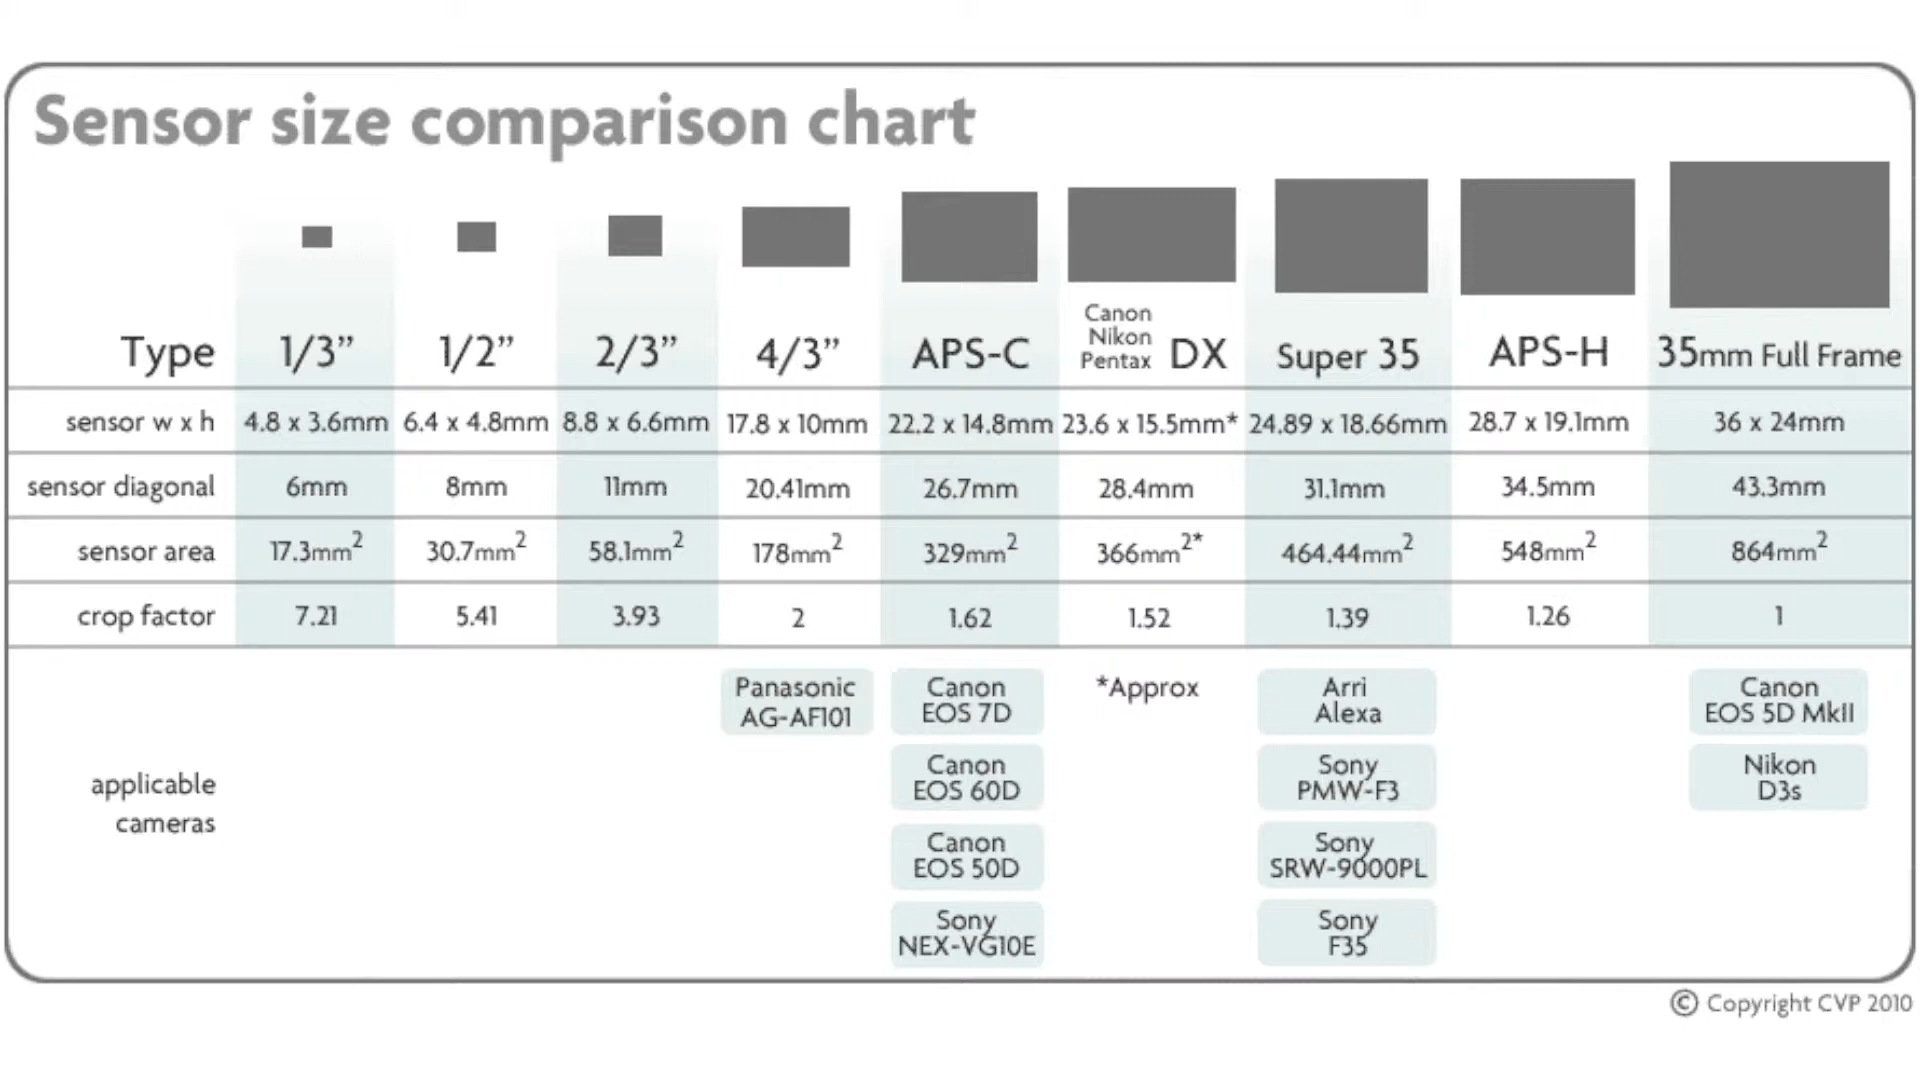 Sensor size comparison chart
Type 1/3” 1/2” 2/3” 4/3” APS-C Canon Nikon Pentax DX Super 35 APS-H 35mm Full Frame
sensor w x h 4.8 x 3.6mm 6.4 x 4.8mm 8.8 x 6.6mm 17.8 x 10mm 22.2 x 14.8mm 23.6 x 15.5mm* 24.89 x 18.66mm 28.7 x 19.1mm 36 x 24mm
sensor diagonal 6mm 8mm 11mm 20.41mm 26.7mm 28.4mm 31.1mm 34.5mm 43.3mm
sensor area 17.3mm² 30.7mm² 58.1mm² 178mm² 329mm² 366mm²* 464.44mm² 548mm² 864mm²
crop factor 7.21 5.41 3.93 2 1.62 1.52 1.39 1.26 1
applicable
cameras
Panasonic
AG-AF101
Canon
EOS 7D
Canon
EOS 60D
Canon
EOS 50D
Sony
NEX-VG10E
*Approx
Arri
Alexa
Sony
PMW-F3
Sony
SRW-9000PL
Sony
F35
Canon
EOS 5D MkII
Nikon
D3s
© Copyright CVP 2010